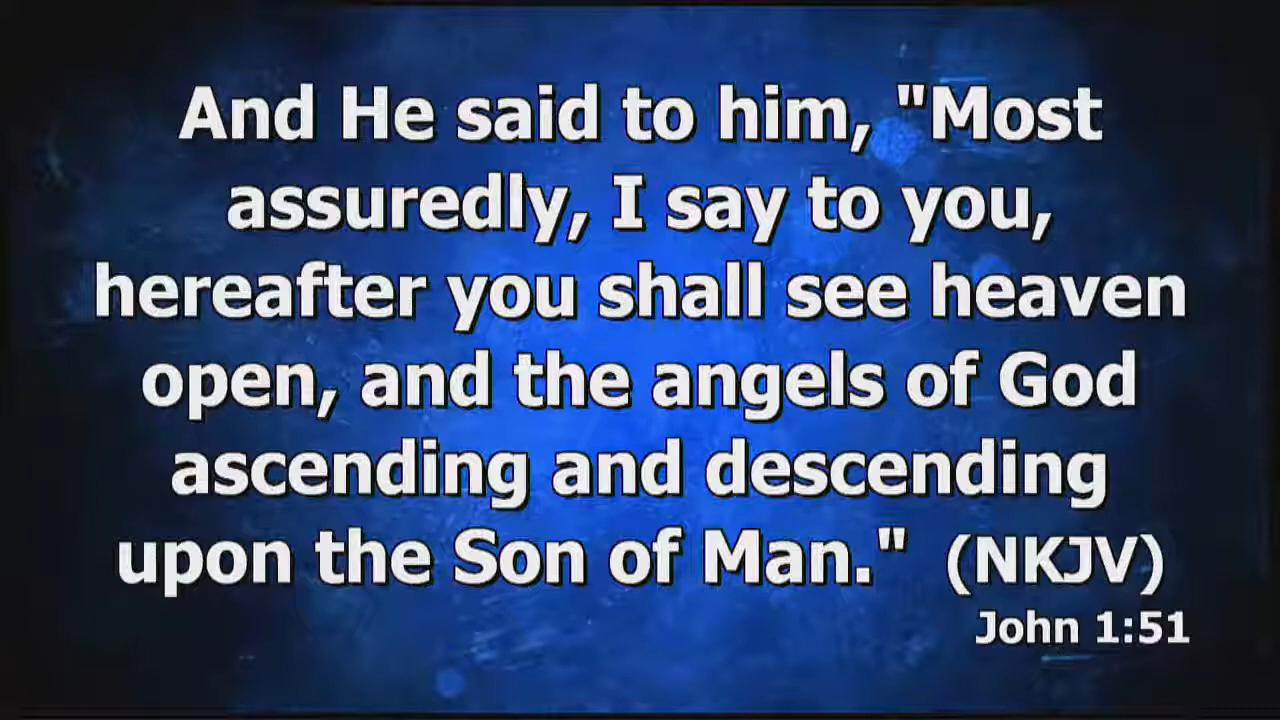 And He said to him, "Most
assuredly, I say to you,
hereafter you shall see heaven
open, and the angels of God
ascending and descending
upon the Son of Man." (NKJV)
John 1:51